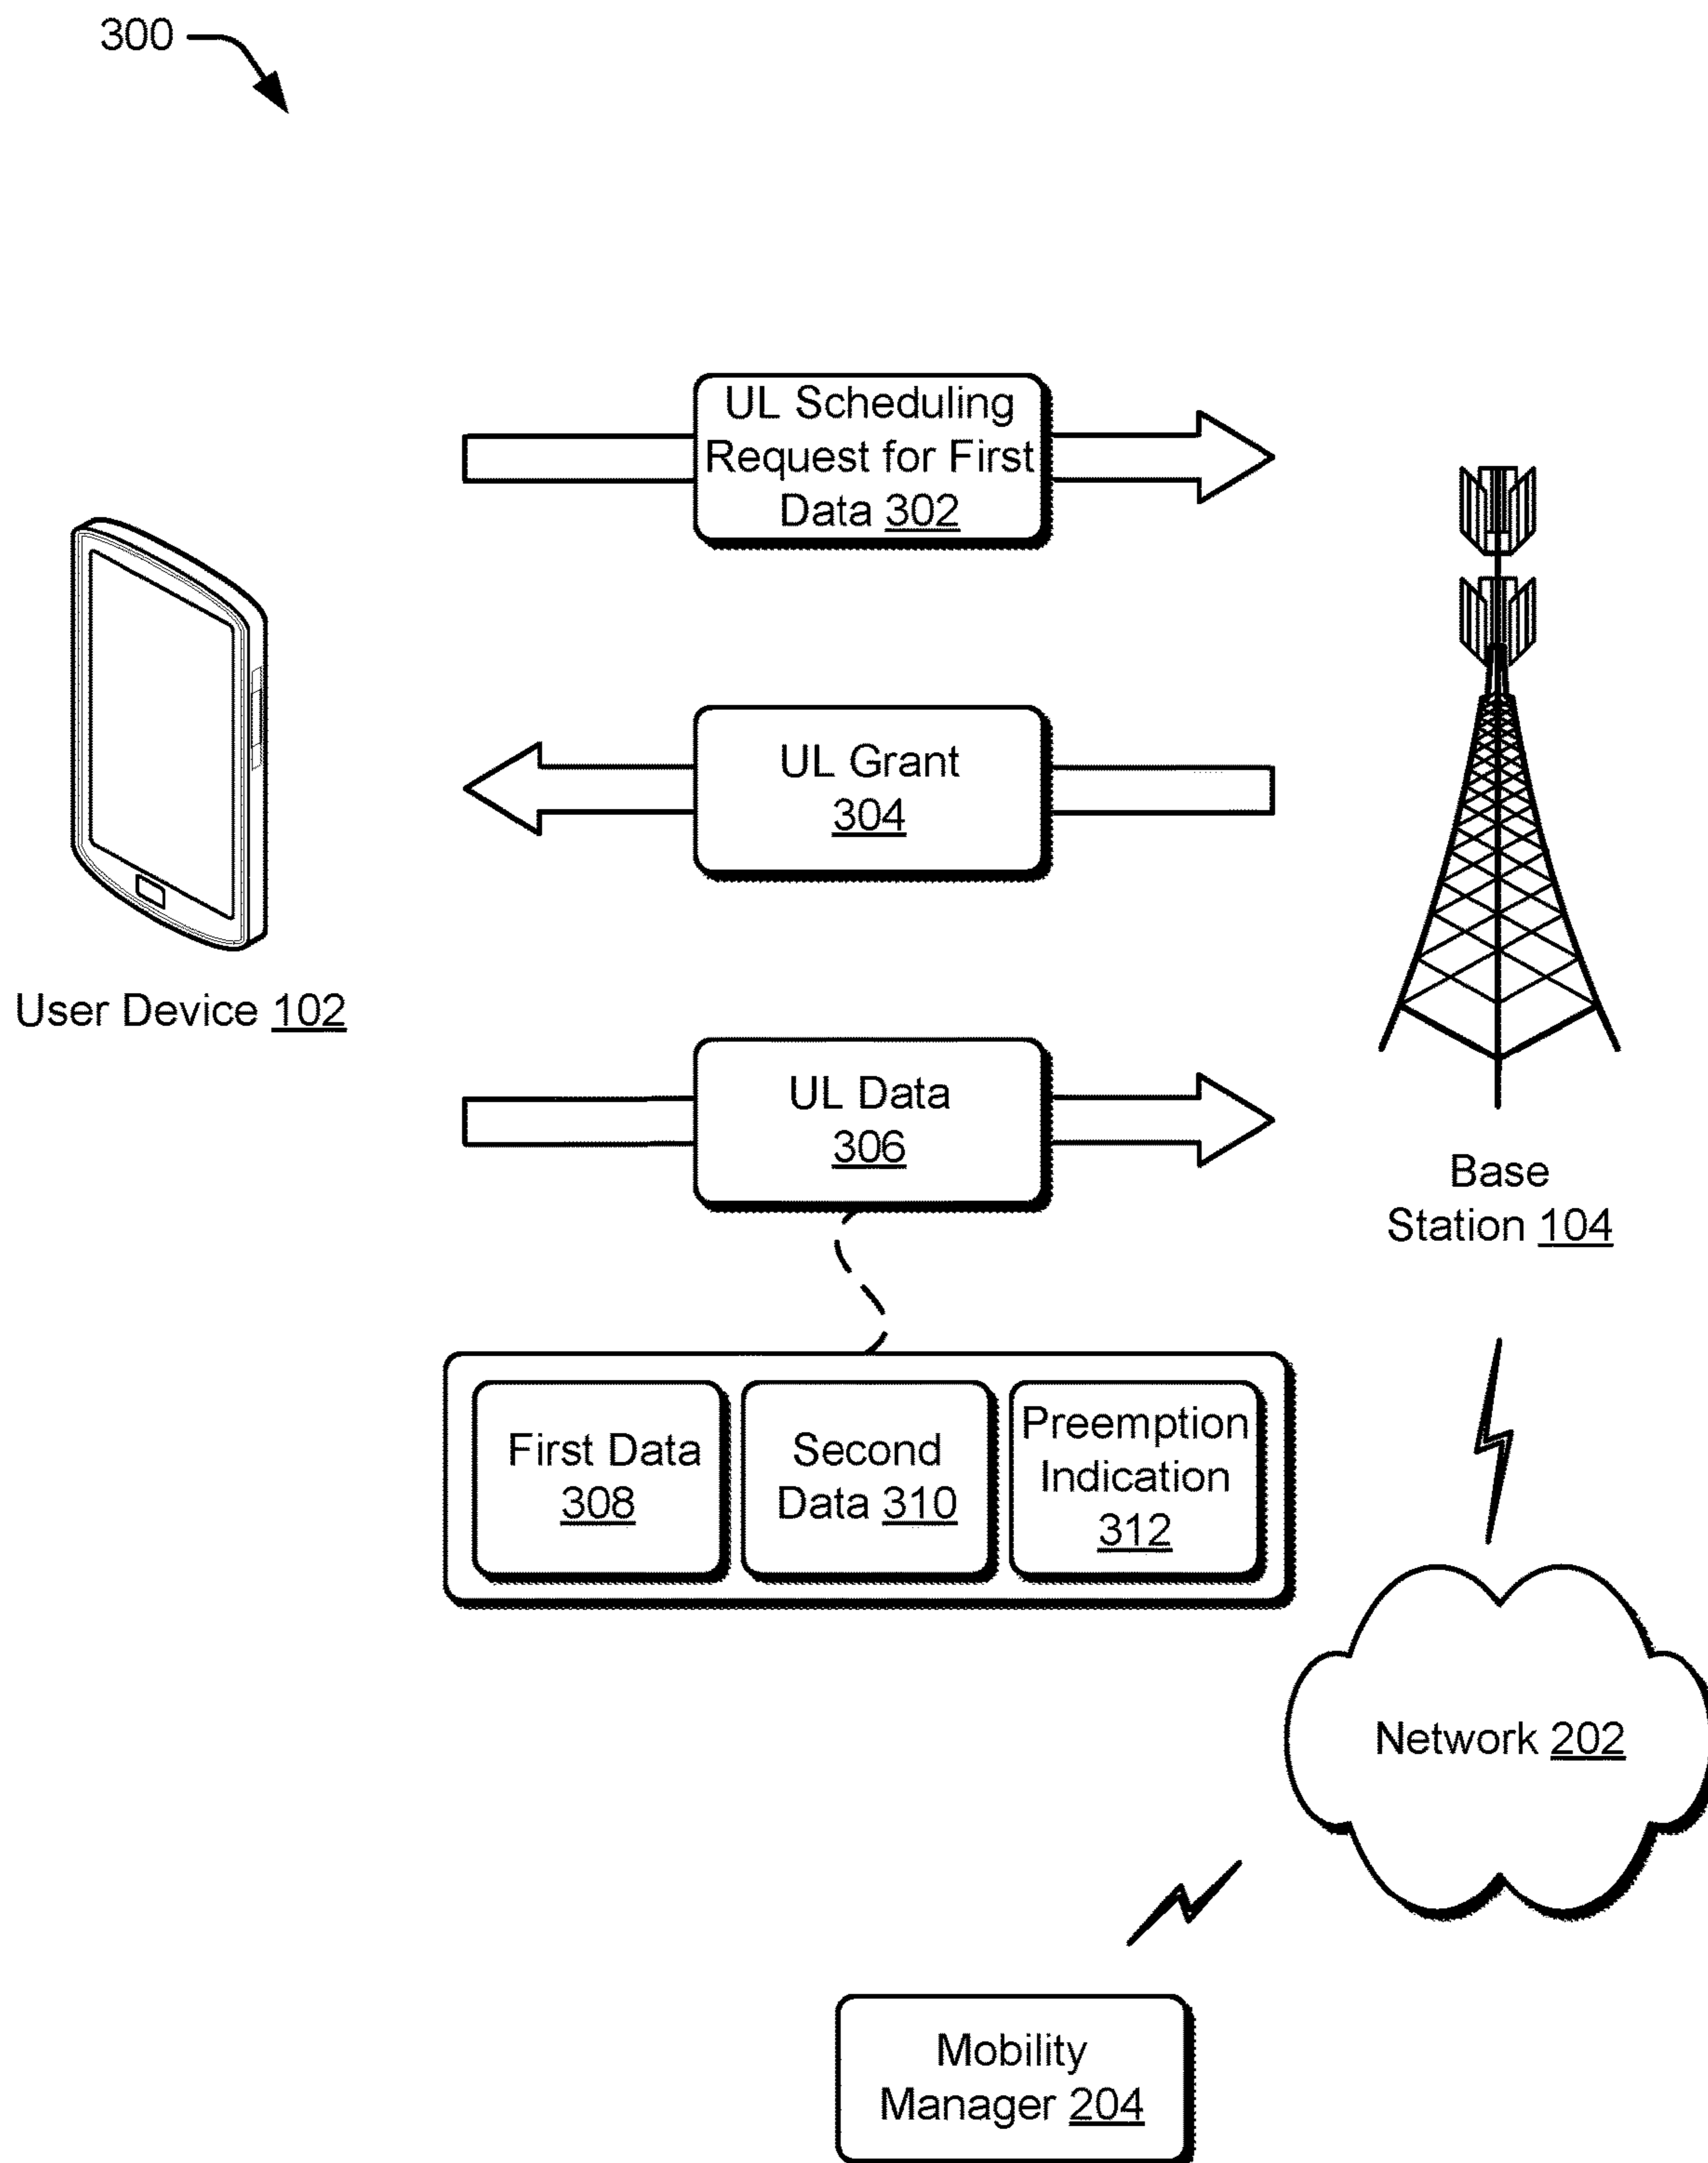 300
UL Scheduling
Request for First
Data 302
UL Grant
304
User Device 102
UL Data
306
Base
Station 104
First Data
308
Second
Data 310
Preemption
Indication
312
Network 202
Mobility
Manager 204